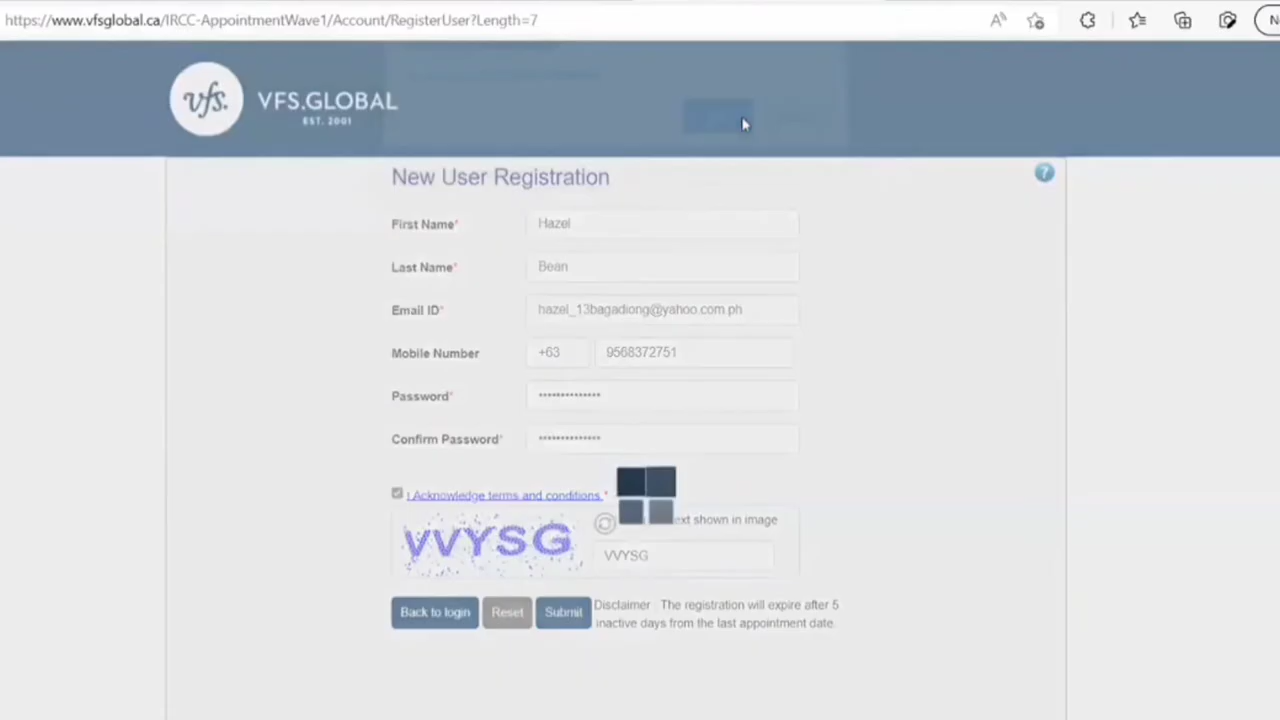 https://www.vfsglobal.ca/IRCC-AppointmentWave1/Account/RegisterUser?Length=7
vfs.
VFS.GLOBAL
EST. 2001
New User Registration
First Name* Hazel
Last Name* Bean
Email ID* hazel_13bagadiong@yahoo.com.ph
Mobile Number +63 9568372751
Password* ••••••••••••••
Confirm Password* ••••••••••••••
I Acknowledge terms and conditions.*
VVYSG
shown in image
VVYSG
Back to login Reset Submit
Disclaimer The registration will expire after 5
inactive days from the last appointment date.